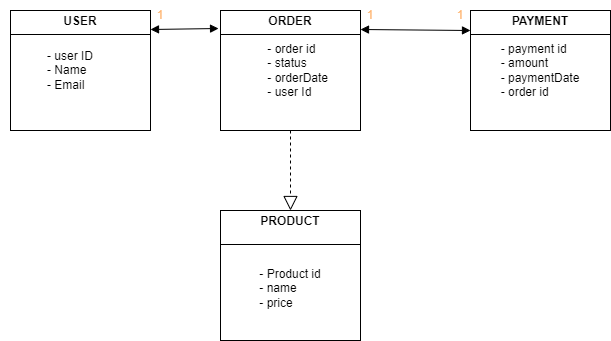 USER
- user ID
- Name
- Email
1
ORDER
- order id
- status
- orderDate
- user Id
1
1
PAYMENT
- payment id
- amount
- paymentDate
- order id
PRODUCT
- Product id
- name
- price